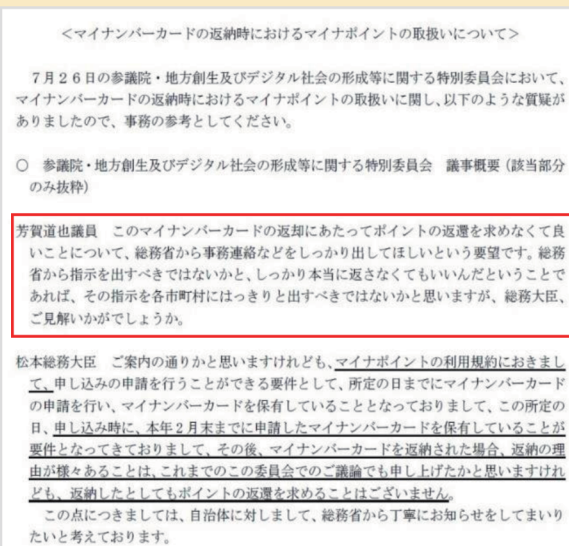 ＜マイナンバーカードの返納時におけるマイナポイントの取扱いについて＞
７月２６日の参議院・地方創生及びデジタル社会の形成等に関する特別委員会において、
マイナンバーカードの返納時におけるマイナポイントの取扱いに関し、以下のような質疑が
ありましたので、事務の参考としてください。
○　参議院・地方創生及びデジタル社会の形成等に関する特別委員会　議事概要（該当部分
のみ抜粋）
芳賀道也議員　このマイナンバーカードの返却にあたってポイントの返還を求めなくて良
いことについて、総務省から事務連絡などをしっかり出してほしいという要望です。総務
省から指示を出すべきではないかと、しっかり本当に返さなくてもいいんだということで
あれば、その指示を各市町村にはっきりと出すべきではないかと思いますが、総務大臣、
ご見解いかがでしょうか。
松本総務大臣　ご案内の通りかと思いますけれども、マイナポイントの利用規約におきまし
て、申し込みの申請を行うことができる要件として、所定の日までにマイナンバーカード
の申請を行い、マイナンバーカードを保有していることとなっておりまして、この所定の
日、申し込み時に、本年２月末までに申請したマイナンバーカードを保有していることが
要件となってきておりまして、その後、マイナンバーカードを返納された場合、返納の理
由が様々あることは、これまでのこの委員会でのご議論でも申し上げたかと思いますけれ
ども、返納したとしてもポイントの返還を求めることはございません。
この点につきましては、自治体に対しまして、総務省から丁寧にお知らせをしてまいり
たいと考えております。